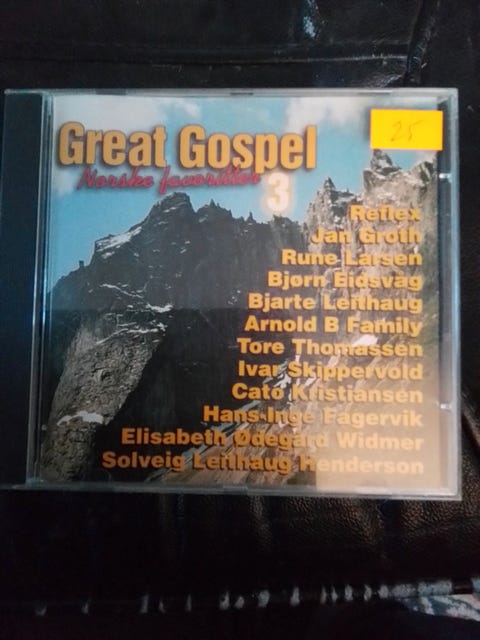 Great Gospel
25
Norske favoritter
3
Reflex
Jan Groth
Rune Larsen
Bjørn Eidsvåg
Bjarte Leithaug
Arnold B Family
Tore Thomassen
Ivar Skippervold
Cato Kristiansen
Hans Inge Fagervik
Elisabeth Ødegård Widmer
Solveig Leithaug Henderson